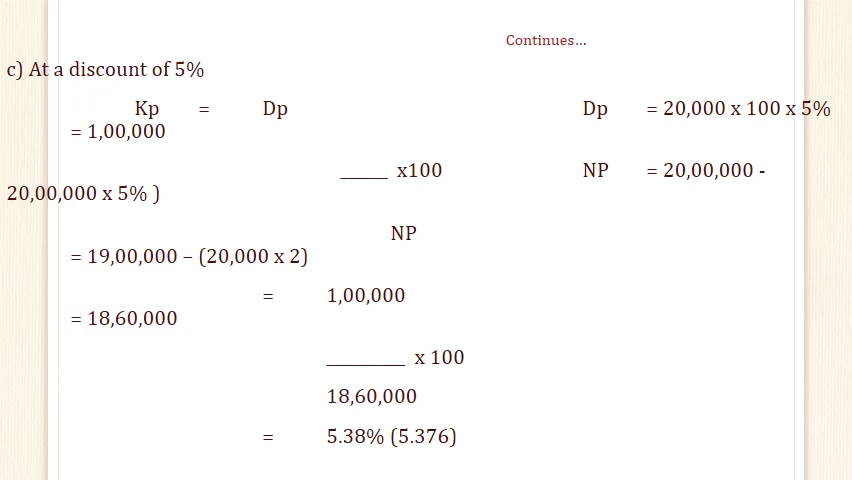 Continues…
c) At a discount of 5%
Kp = Dp Dp = 20,000 x 100 x 5%
= 1,00,000
______ x100 NP = 20,00,000 -
20,00,000 x 5% )
NP
= 19,00,000 – (20,000 x 2)
= 1,00,000
= 18,60,000
__________ x 100
18,60,000
= 5.38% (5.376)